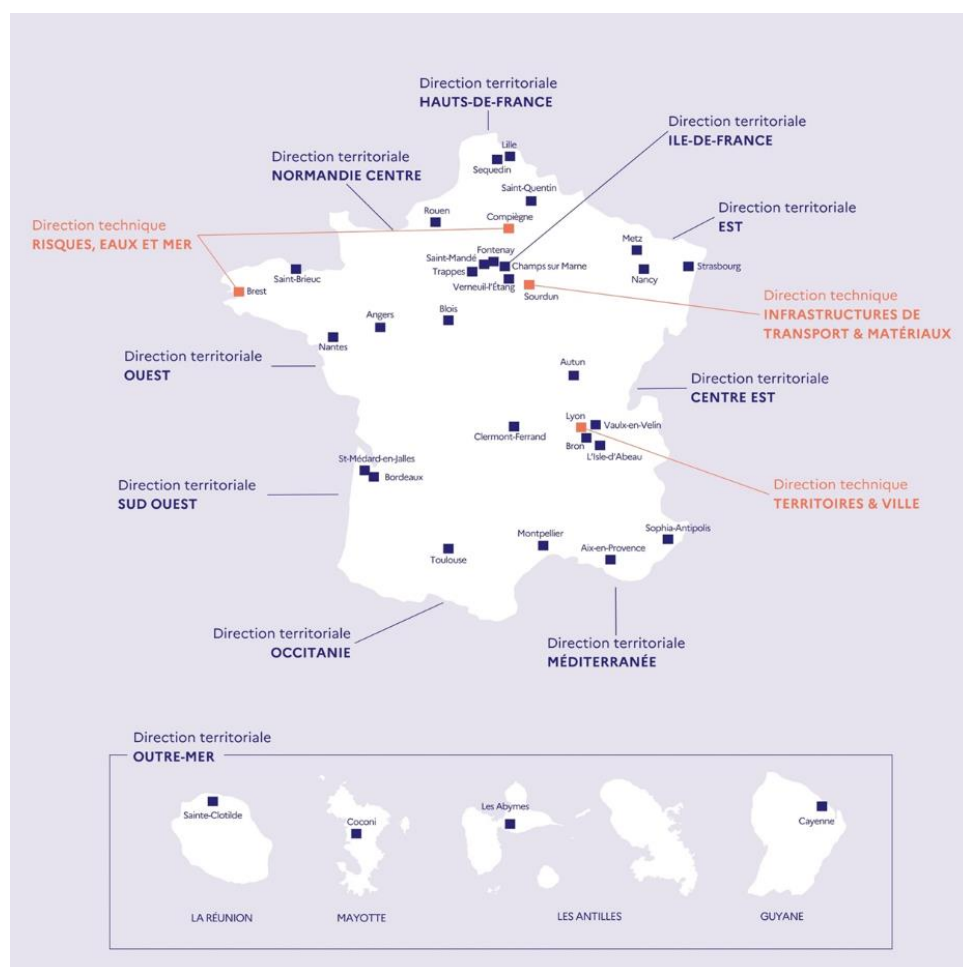 Direction territoriale
HAUTS-DE-FRANCE
Direction territoriale
ILE-DE-FRANCE
Direction territoriale
NORMANDIE CENTRE
Lille
Sequedin
Saint-Quentin
Rouen
Compiègne
Direction technique
RISQUES, EAUX ET MER
Direction territoriale
EST
Metz
Fontenay
Saint-Mandé
Champs sur Marne
Trappes
Verneuil-l'Étang
Strasbourg
Nancy
Saint-Brieuc
Brest
Sourdun
Direction technique
INFRASTRUCTURES DE
TRANSPORT & MATÉRIAUX
Angers
Blois
Nantes
Direction territoriale
OUEST
Autun
Direction territoriale
CENTRE EST
Lyon
Vaulx-en-Velin
Clermont-Ferrand
Bron
L'Isle-d'Abeau
St-Médard-en-Jalles
Bordeaux
Direction territoriale
SUD OUEST
Direction technique
TERRITOIRES & VILLE
Sophia-Antipolis
Montpellier
Aix-en-Provence
Toulouse
Direction territoriale
OCCITANIE
Direction territoriale
MÉDITERRANÉE
Direction territoriale
OUTRE-MER
Sainte-Clotilde
Coconi
Les Abymes
Cayenne
LA RÉUNION
MAYOTTE
LES ANTILLES
GUYANE